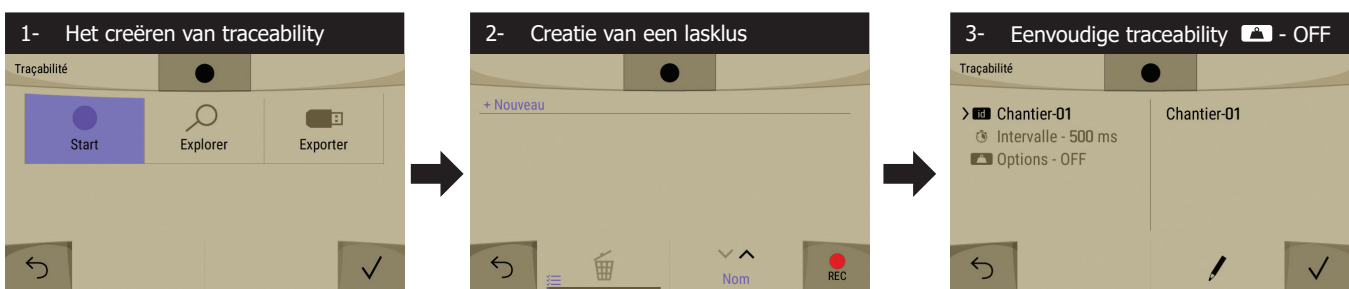 1- Het creëren van traceability
Traçabilité
Start
Explorer
Exporter
2- Creatie van een lasklus
+ Nouveau
Nom
REC
3- Eenvoudige traceability - OFF
Traçabilité
id Chantier-01
Intervalle - 500 ms
Options - OFF
Chantier-01